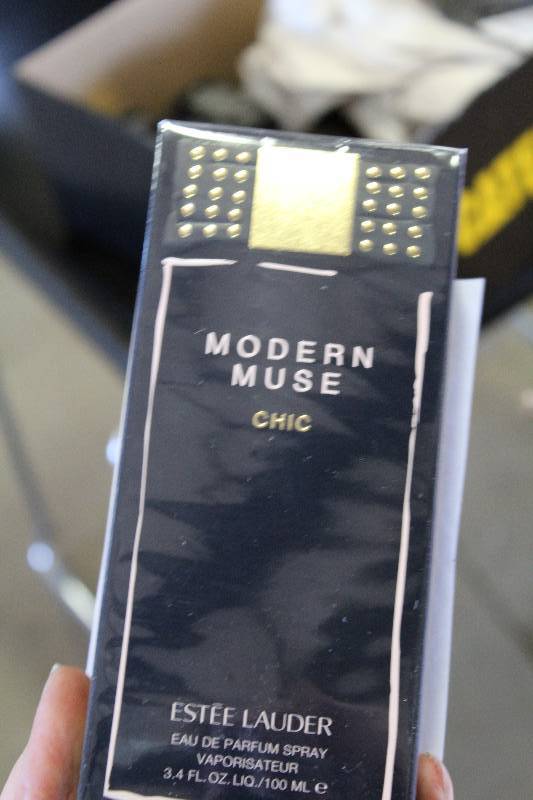 MODERN
MUSE
CHIC
ESTĒE LAUDER
EAU DE PARFUM SPRAY
VAPORISATEUR
3.4 FL.OZ.LIQ./100 ML ℮